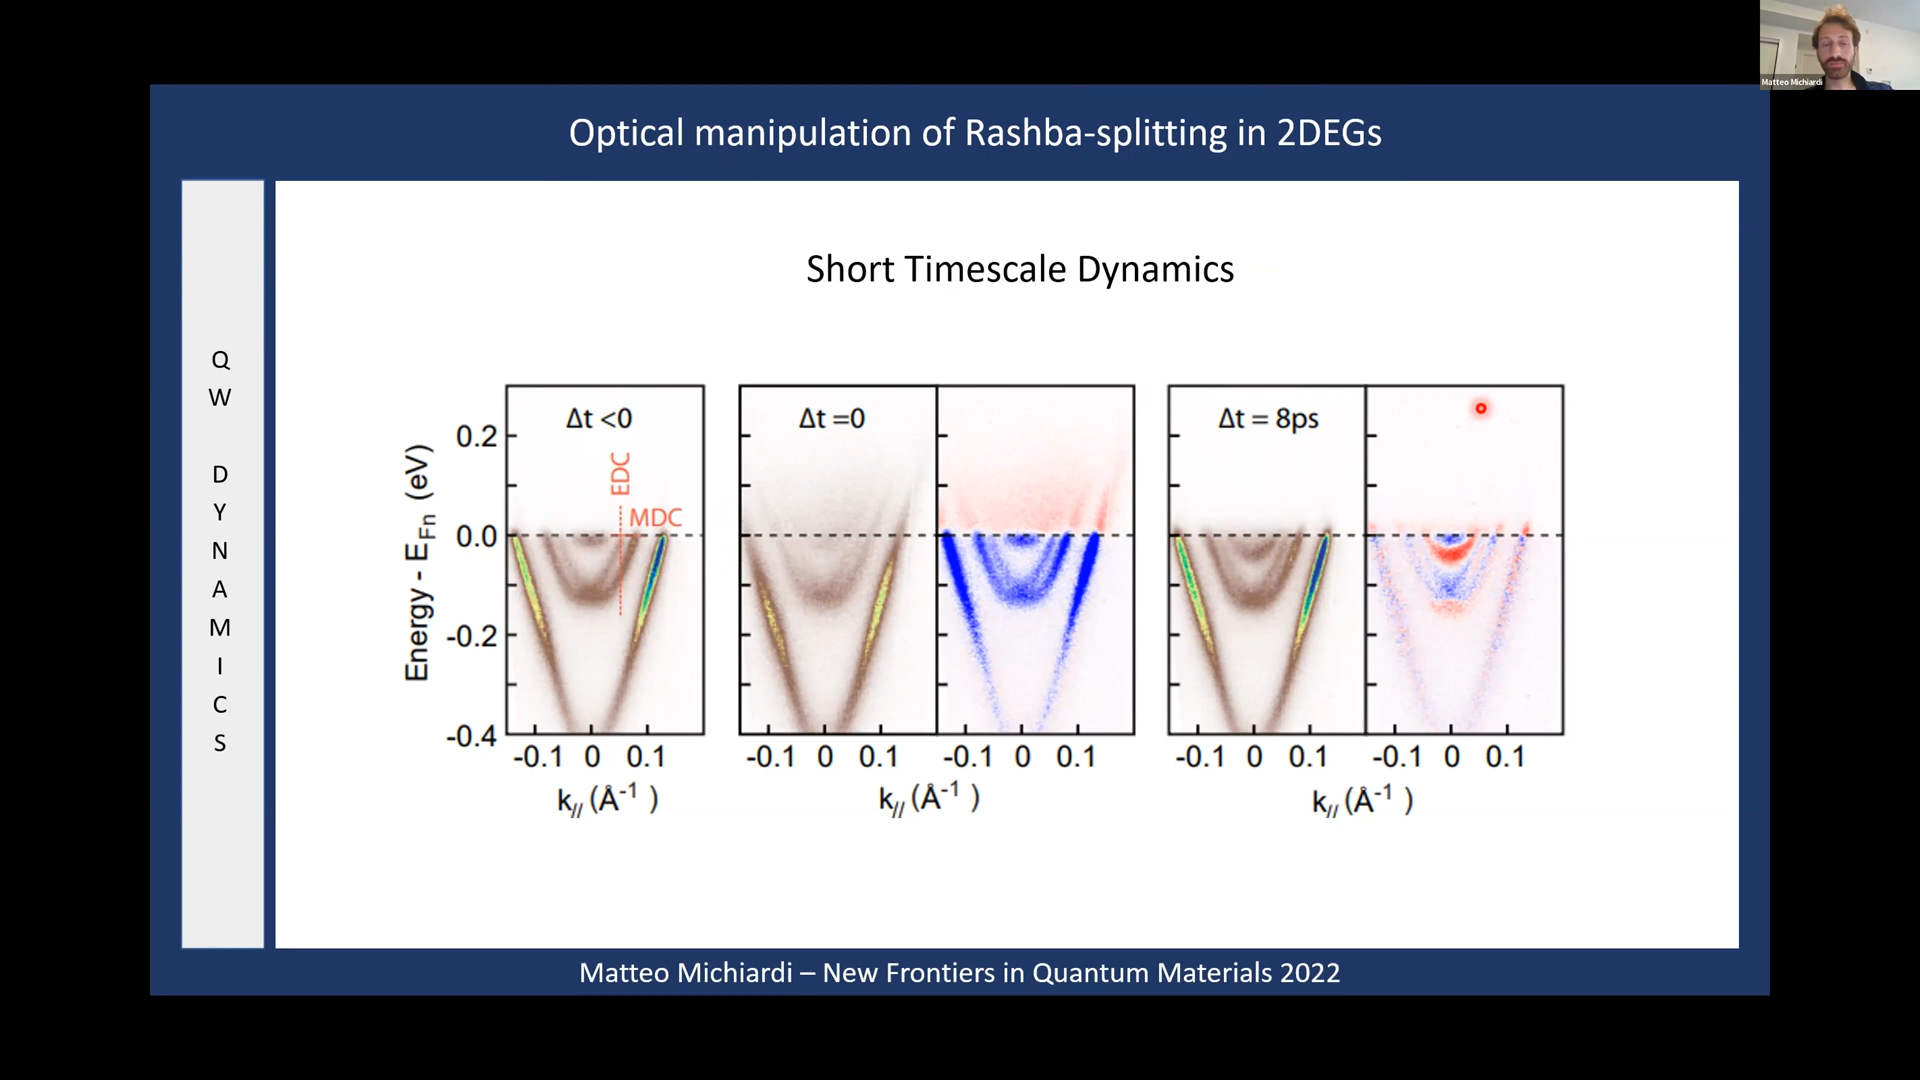 Matteo Michiardi
Optical manipulation of Rashba-splitting in 2DEGs
Q
W
D
Y
N
A
M
I
C
S
Short Timescale Dynamics
Δt <0
Δt =0
Δt = 8ps
EDC
MDC
Energy - E_Fn (eV)
0.2
0.0
-0.2
-0.4
-0.1 0 0.1
-0.1 0 0.1
-0.1 0 0.1
-0.1 0 0.1
-0.1 0 0.1
k// (Å⁻¹ )
k// (Å⁻¹ )
k// (Å⁻¹ )
Matteo Michiardi – New Frontiers in Quantum Materials 2022